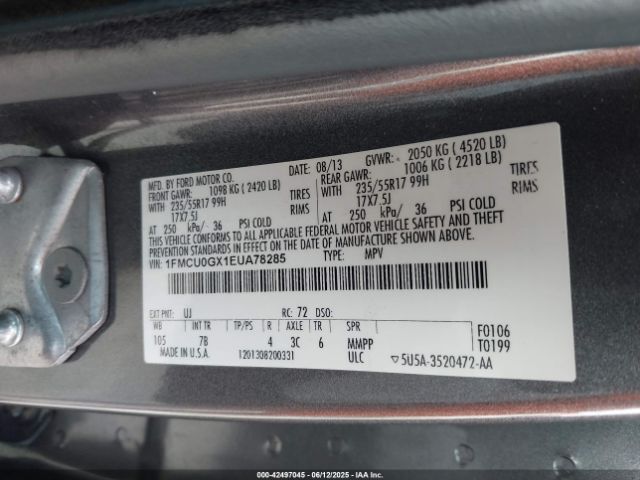 MFD. BY FORD MOTOR CO.
DATE: 08/13 GVWR: 2050 KG ( 4520 LB)
FRONT GAWR: 1098 KG ( 2420 LB) REAR GAWR: 1006 KG ( 2218 LB)
WITH 235/55R17 99H TIRES WITH 235/55R17 99H TIRES
17X7.5J RIMS 17X7.5J RIMS
AT 250 kPa/ 36 PSI COLD AT 250 kPa/ 36 PSI COLD
THIS VEHICLE CONFORMS TO ALL APPLICABLE FEDERAL MOTOR VEHICLE SAFETY AND THEFT
PREVENTION STANDARDS IN EFFECT ON THE DATE OF MANUFACTURE SHOWN ABOVE.
VIN: 1FMCU0GX1EUA78285 TYPE: MPV
EXT PNT: UJ RC: 72 DSO: F0106
WB INT TR TP/PS R AXLE TR SPR T0199
105 7B 4 3C 6 MMPP
MADE IN U.S.A. 1201308200331 ULC ▽5U5A-3520472-AA
000-42497045 - 06/12/2025 - IAA Inc.